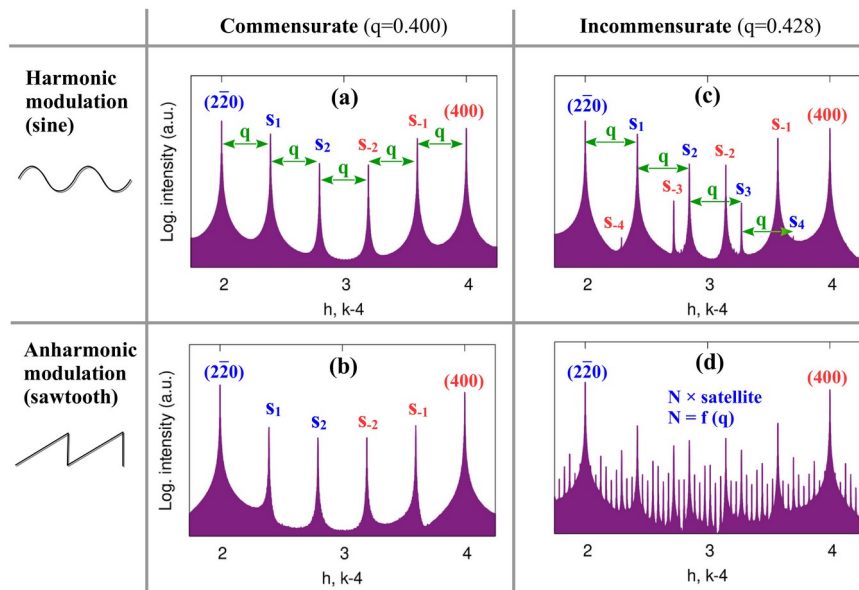 Commensurate (q=0.400)
Incommensurate (q=0.428)
Harmonic
modulation
(sine)
Log. intensity (a.u.)
(a)
(22̄0)
s₁
s₂
s₋₂
s₋₁
(400)
q
q
q
q
q
2
3
4
h, k-4
(c)
(22̄0)
s₁
s₂
s₋₂
s₋₁
(400)
q
q
s₋₃
q
s₃
s₋₄
q
s₄
2
3
4
h, k-4
Anharmonic
modulation
(sawtooth)
Log. intensity (a.u.)
(b)
(22̄0)
s₁
s₂
s₋₂
s₋₁
(400)
2
3
4
h, k-4
(d)
(22̄0)
(400)
N × satellite
N = f (q)
2
3
4
h, k-4